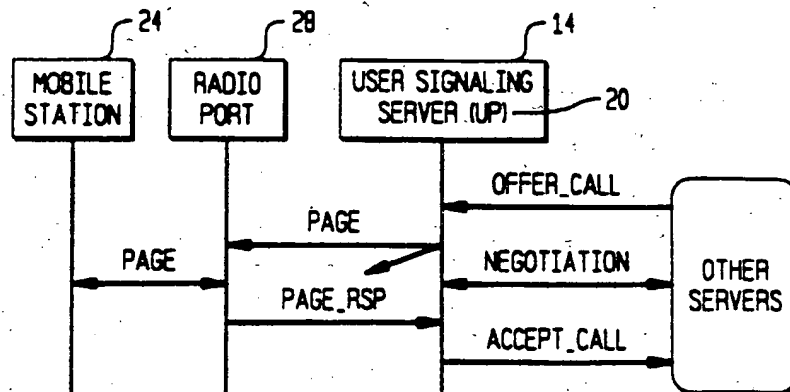 24
28
14
MOBILE
STATION
RADIO
PORT
USER SIGNALING
SERVER (UP)
20
OFFER_CALL
PAGE
PAGE
NEGOTIATION
OTHER
SERVERS
PAGE_RSP
ACCEPT_CALL